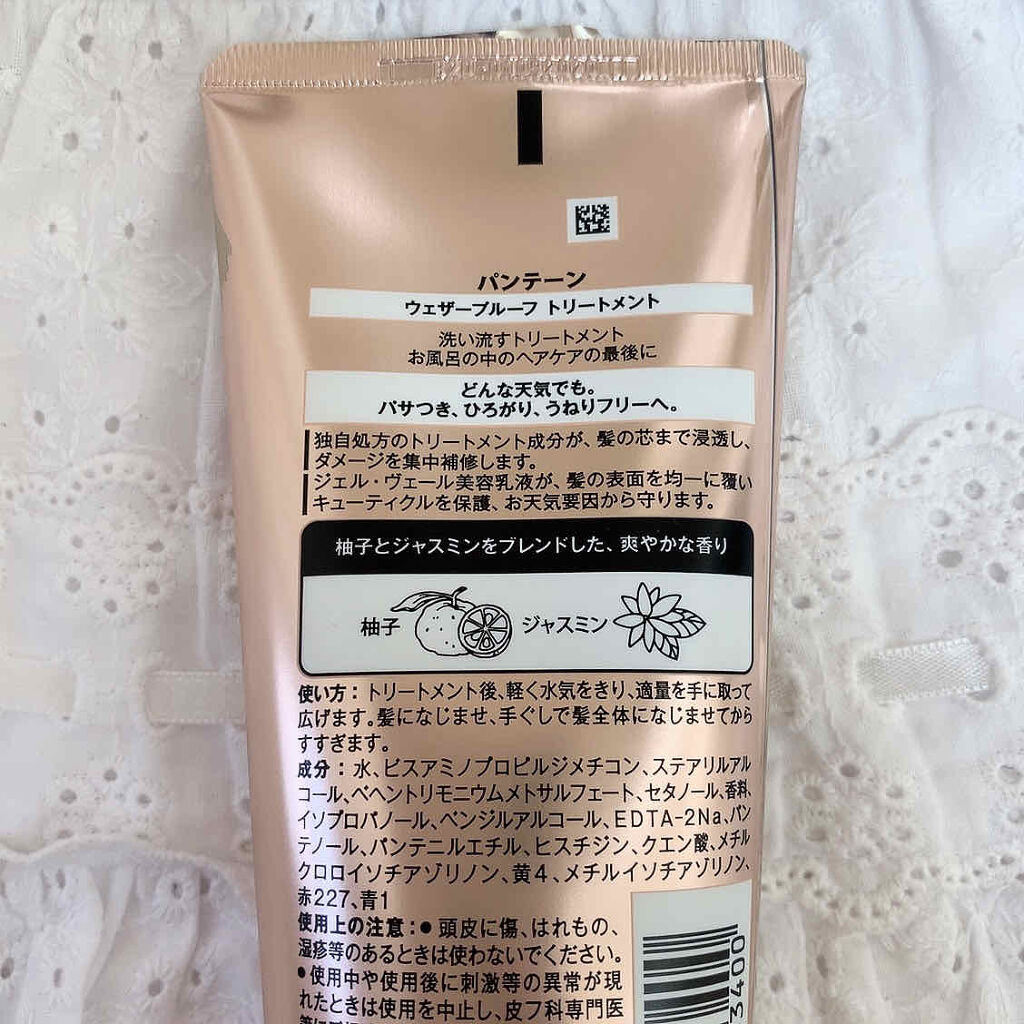 パンテーン
ウェザープルーフ トリートメント
洗い流すトリートメント
お風呂の中のヘアケアの最後に
どんな天気でも。
パサつき、ひろがり、うねりフリーへ。
独自処方のトリートメント成分が、髪の芯まで浸透し、
ダメージを集中補修します。
ジェル・ヴェール美容乳液が、髪の表面を均一に覆い
キューティクルを保護、お天気要因から守ります。
柚子とジャスミンをブレンドした、爽やかな香り
柚子 ジャスミン
使い方：トリートメント後、軽く水気をきり、適量を手に取って
広げます。髪になじませ、手ぐしで髪全体になじませてから
すすぎます。
成分：水、ビスアミノプロピルジメチコン、ステアリルアル
コール、ベヘントリモニウムメトサルフェート、セタノール、香料、
イソプロパノール、ベンジルアルコール、EDTA-2Na、パン
テノール、パンテニルエチル、ヒスチジン、クエン酸、メチル
クロロイソチアゾリノン、黄4、メチルイソチアゾリノン、
赤227、青1
使用上の注意：●頭皮に傷、はれもの、
湿疹等のあるときは使わないでください。
●使用中や使用後に刺激等の異常が現
れたときは使用を中止し、皮フ科専門医
3400